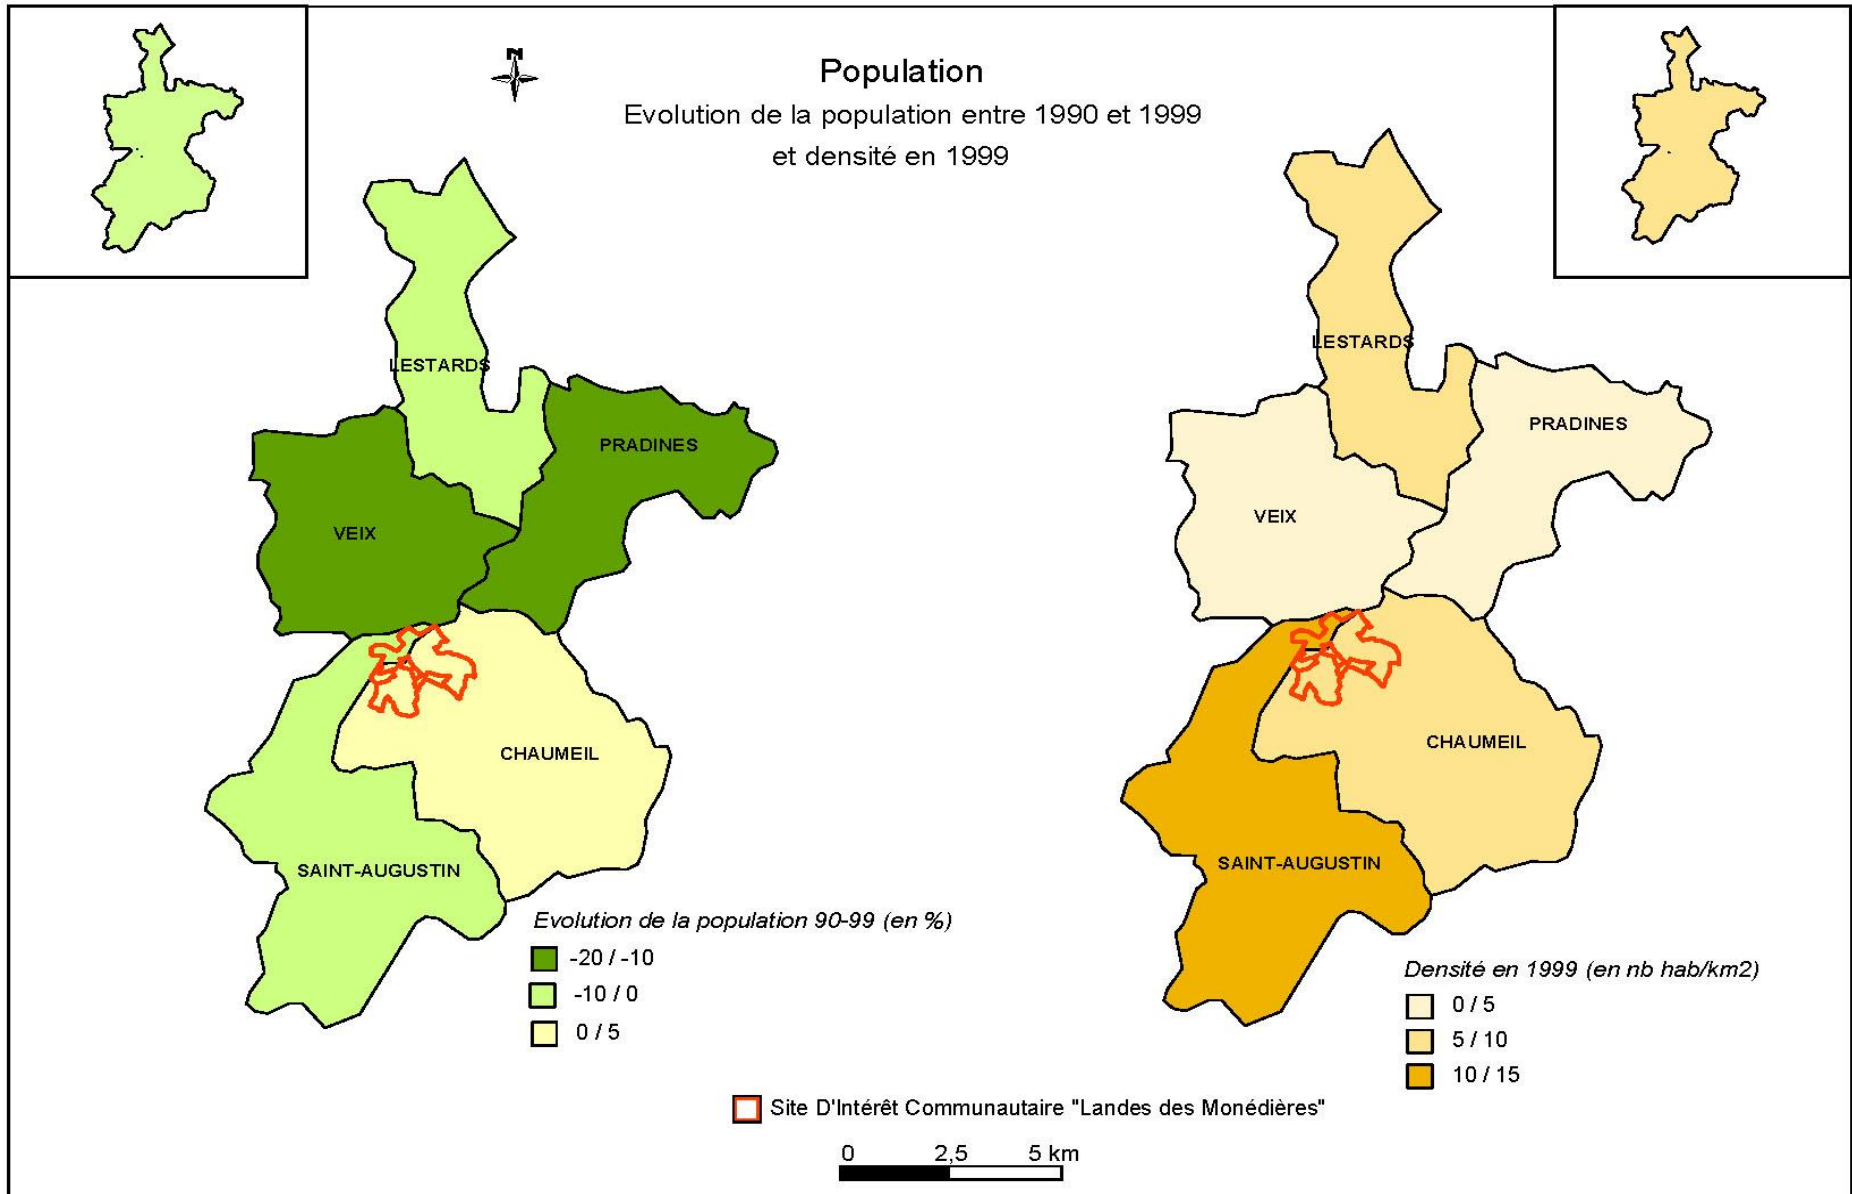 N
Population
Evolution de la population entre 1990 et 1999
et densité en 1999
LESTARDS
PRADINES
VEIX
CHAUMEIL
SAINT-AUGUSTIN
Evolution de la population 90-99 (en %)
-20 / -10
-10 / 0
0 / 5
LESTARDS
PRADINES
VEIX
CHAUMEIL
SAINT-AUGUSTIN
Densité en 1999 (en nb hab/km2)
0 / 5
5 / 10
10 / 15
Site D'Intérêt Communautaire "Landes des Monédières"
0 2,5 5 km